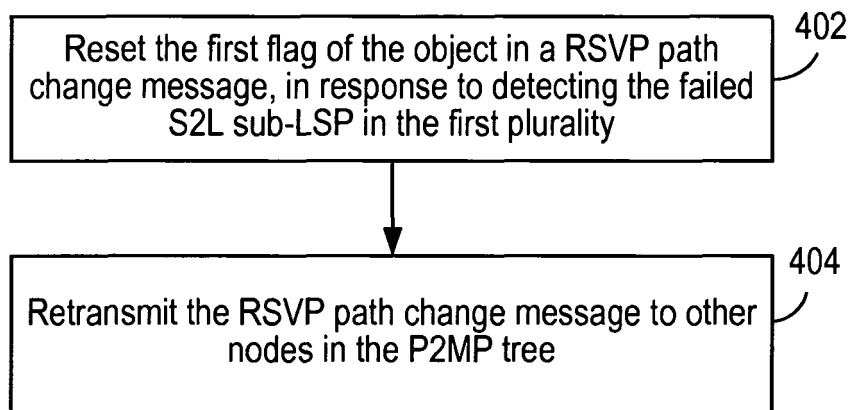 402
Reset the first flag of the object in a RSVP path
change message, in response to detecting the failed
S2L sub-LSP in the first plurality
404
Retransmit the RSVP path change message to other
nodes in the P2MP tree